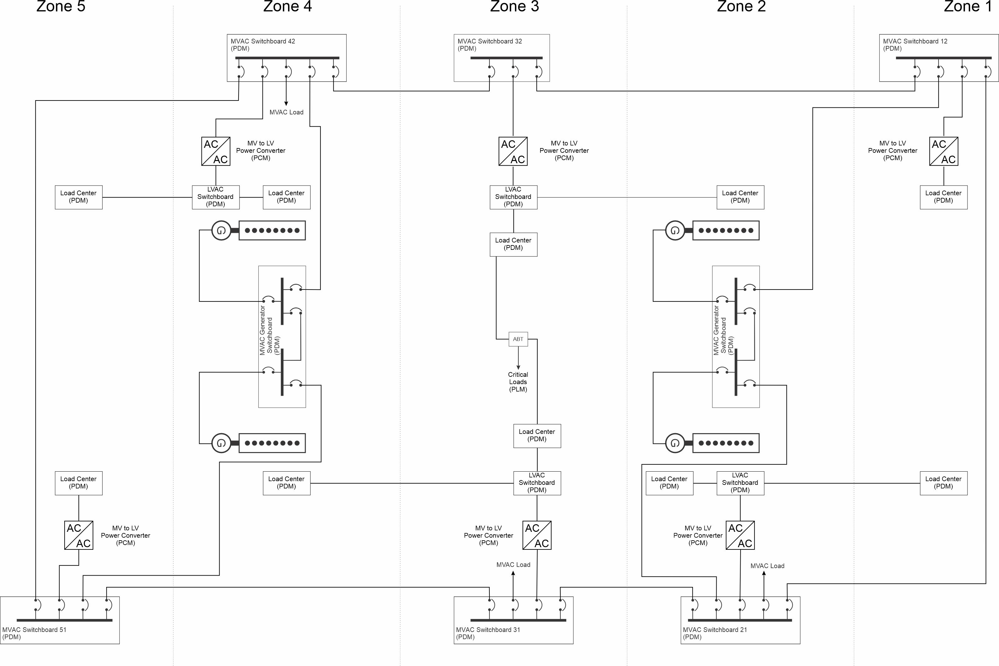 Zone 5
Zone 4
Zone 3
Zone 2
Zone 1
MVAC Switchboard 42
(PDM)
MVAC Switchboard 32
(PDM)
MVAC Switchboard 12
(PDM)
MVAC Load
AC
AC
MV to LV
Power Converter
(PCM)
AC
AC
MV to LV
Power Converter
(PCM)
MV to LV
Power Converter
(PCM)
AC
AC
Load Center
(PDM)
LVAC
Switchboard
(PDM)
Load Center
(PDM)
LVAC
Switchboard
(PDM)
Load Center
(PDM)
Load Center
(PDM)
G
G
Load Center
(PDM)
MVAC Generator
Switchboard
(PDM)
MVAC Generator
Switchboard
(PDM)
ABT
Critical
Loads
(PLM)
Load Center
(PDM)
G
G
Load Center
(PDM)
Load Center
(PDM)
LVAC
Switchboard
(PDM)
Load Center
(PDM)
LVAC
Switchboard
(PDM)
Load Center
(PDM)
AC
AC
MV to LV
Power Converter
(PCM)
MV to LV
Power Converter
(PCM)
AC
AC
MV to LV
Power Converter
(PCM)
AC
AC
MVAC Load
MVAC Load
MVAC Switchboard 51
(PDM)
MVAC Switchboard 31
(PDM)
MVAC Switchboard 21
(PDM)